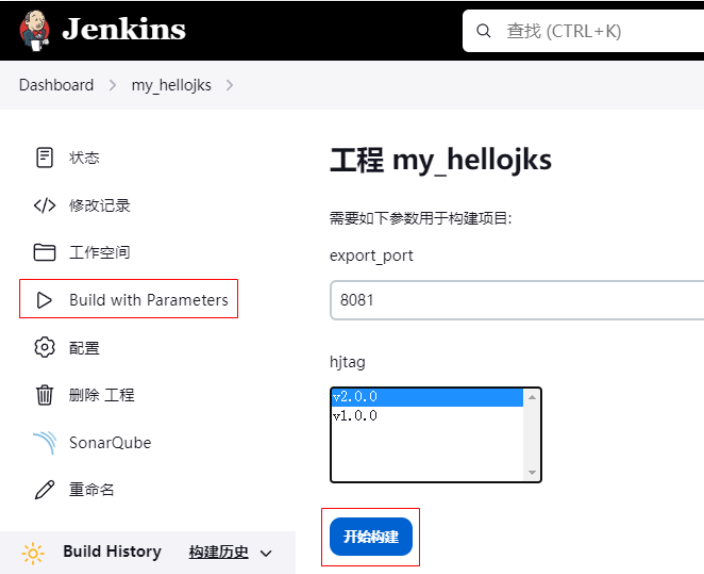 Jenkins
查找 (CTRL+K)
Dashboard > my_hellojks >
状态
修改记录
工作空间
Build with Parameters
配置
删除 工程
SonarQube
重命名
Build History 构建历史
工程 my_hellojks
需要如下参数用于构建项目:
export_port
8081
hjtag
v2.0.0
v1.0.0
开始构建